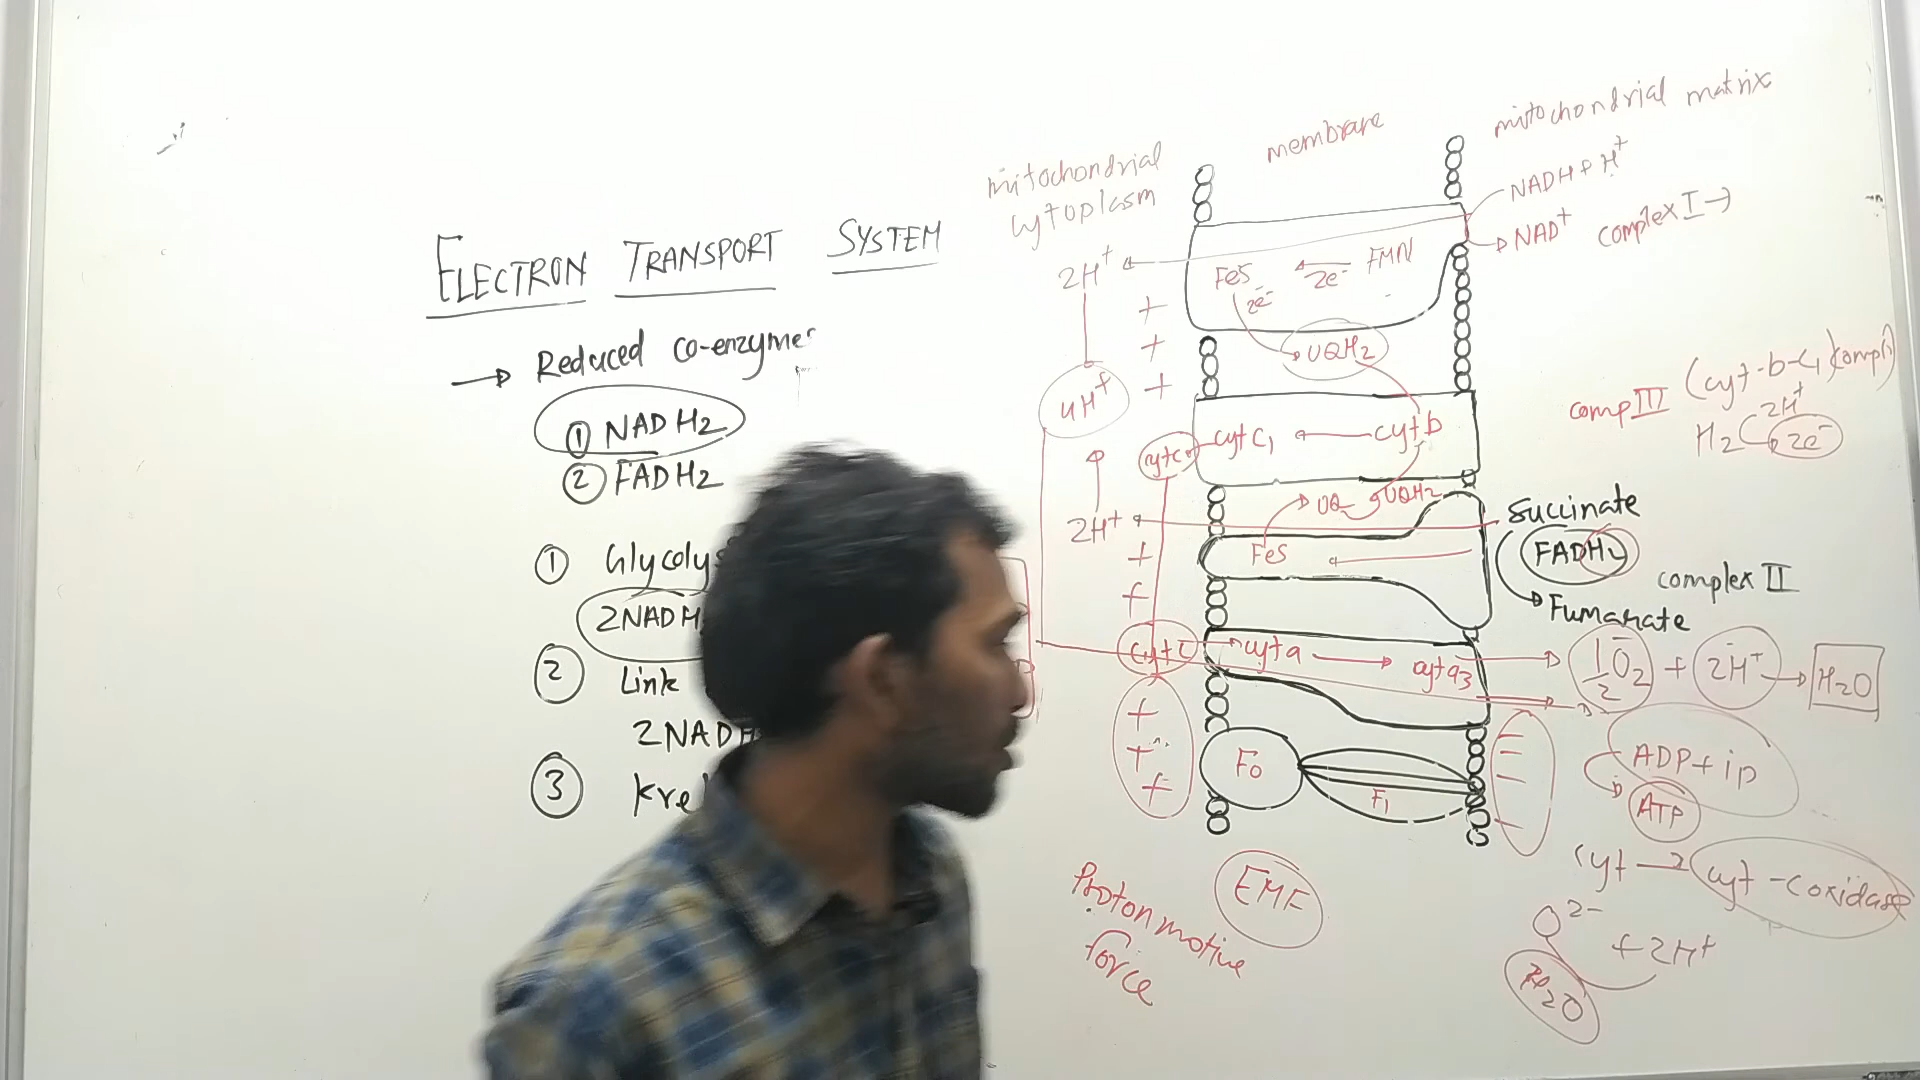 ELECTRON TRANSPORT SYSTEM
Reduced co-enzymes
① NADH2
② FADH2
① Glycolys
2NADH
② Link
2NADH
③ Kre
mitochondrial
cytoplasm
membrane
mitochondrial matrix
NADH + H+
NAD+
complex I →
2H+
FeS
2e-
2e-
FMN
+
+
+
UQH2
4H+
comp III (cyt-b-c1 compl)
cyt c
cyt c1
cyt b
2H+
H2
2e-
2H+
UQ
UQH2
Succinate
FeS
FADH2
complex II
Fumarate
+
+
cyt c
cyt a
cyt a3
1/2 O2 + 2H+ → H2O
+
+
+
F0
F1
ADP + ip
ATP
cyt → cyt-c oxidase
EMF
Proton motive
force
O2- + 2H+
H2O